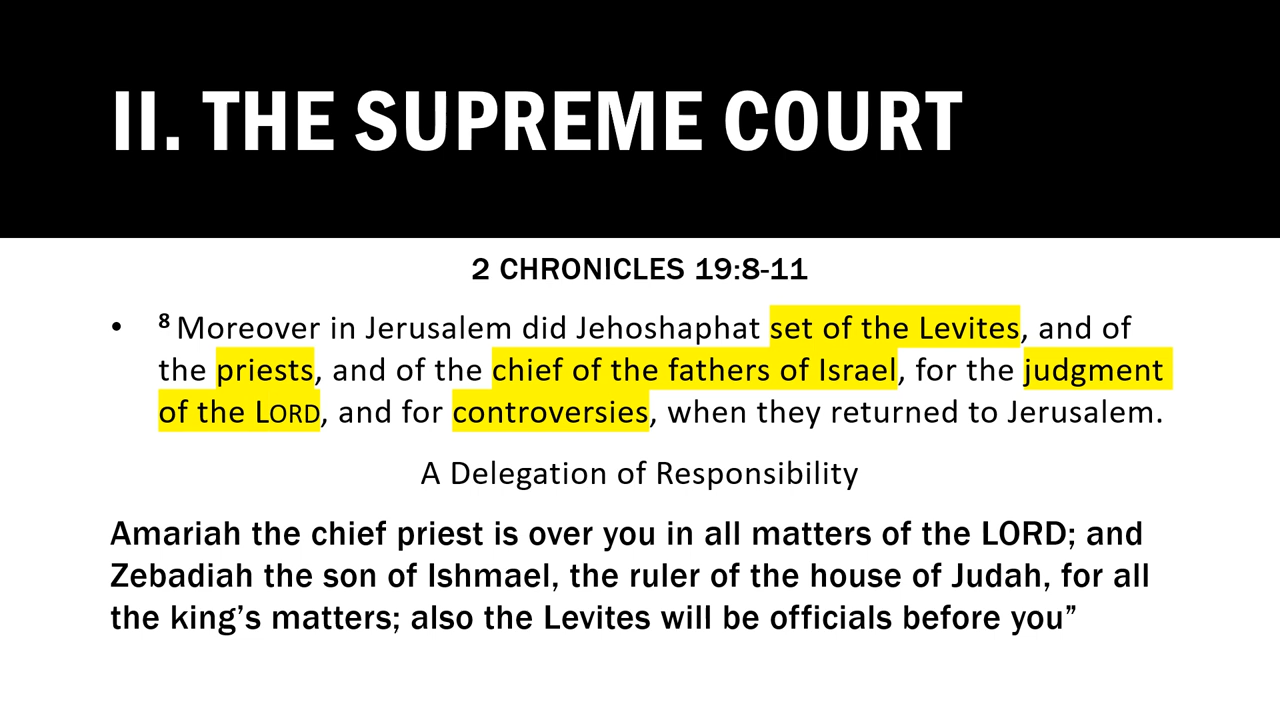 II. THE SUPREME COURT
2 CHRONICLES 19:8-11
• ⁸ Moreover in Jerusalem did Jehoshaphat set of the Levites, and of
the priests, and of the chief of the fathers of Israel, for the judgment
of the LORD, and for controversies, when they returned to Jerusalem.
A Delegation of Responsibility
Amariah the chief priest is over you in all matters of the LORD; and
Zebadiah the son of Ishmael, the ruler of the house of Judah, for all
the king’s matters; also the Levites will be officials before you”